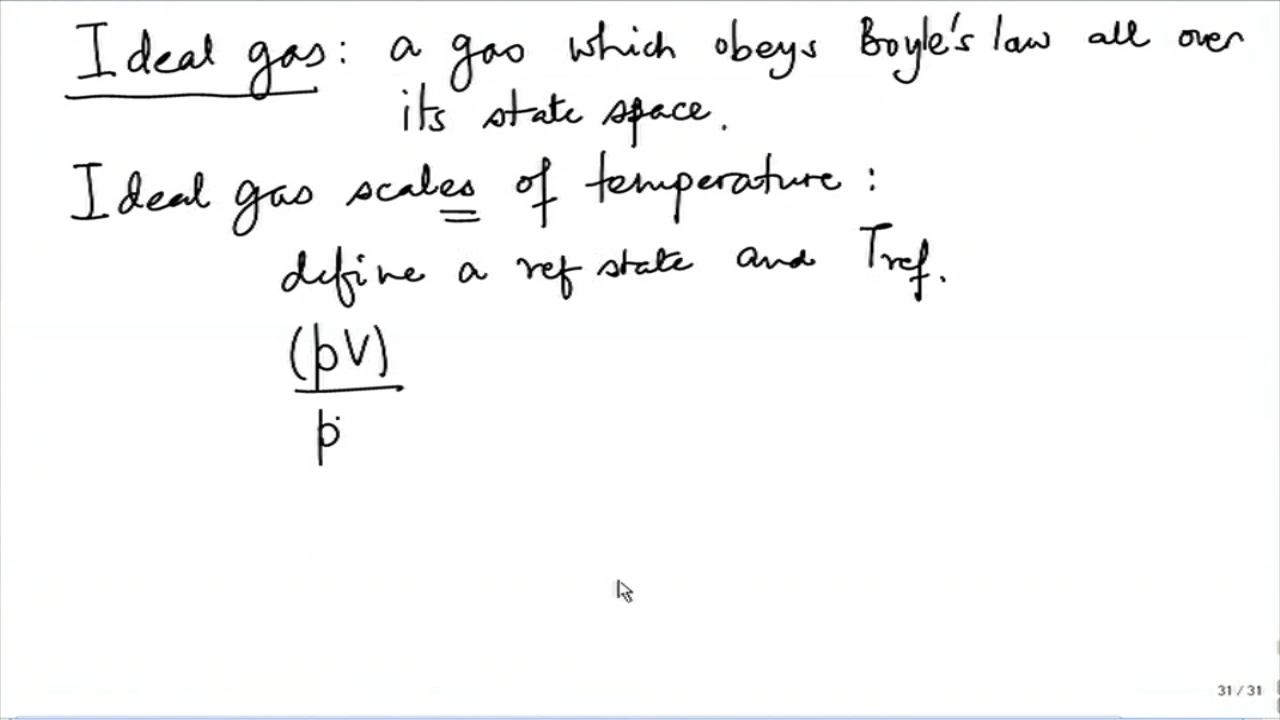 Ideal gas: a gas which obeys Boyle's law all over
its state space.
Ideal gas scales of temperature:
define a ref state and Tref.
(pV)
p
31 / 31